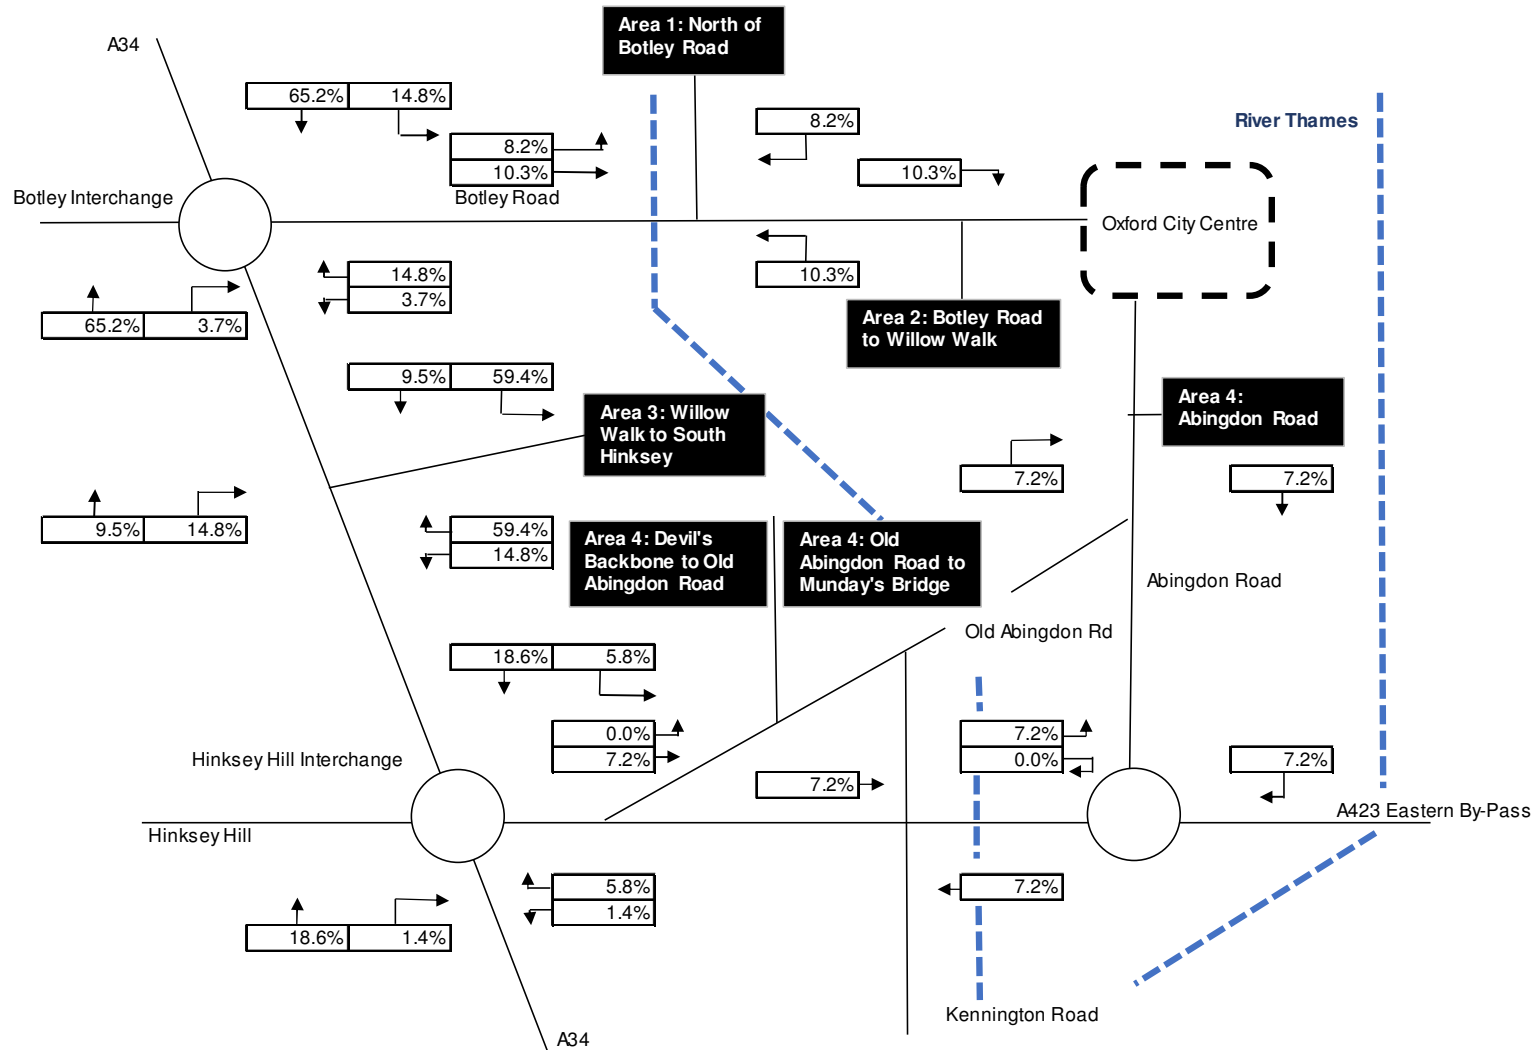 Area 1: North of
Botley Road
A34
65.2% 14.8%
8.2%
River Thames
8.2%
10.3%
10.3%
Botley Interchange
Botley Road
Oxford City Centre
14.8%
3.7%
10.3%
65.2% 3.7%
Area 2: Botley Road
to Willow Walk
9.5% 59.4%
Area 3: Willow
Walk to South
Hinksey
Area 4:
Abingdon Road
7.2%
7.2%
9.5% 14.8%
59.4%
14.8%
Area 4: Devil's
Backbone to Old
Abingdon Road
Area 4: Old
Abingdon Road to
Munday's Bridge
Abingdon Road
Old Abingdon Rd
18.6% 5.8%
0.0%
7.2%
7.2%
0.0%
7.2%
Hinksey Hill Interchange
7.2%
A423 Eastern By-Pass
Hinksey Hill
5.8%
1.4%
7.2%
18.6% 1.4%
Kennington Road
A34